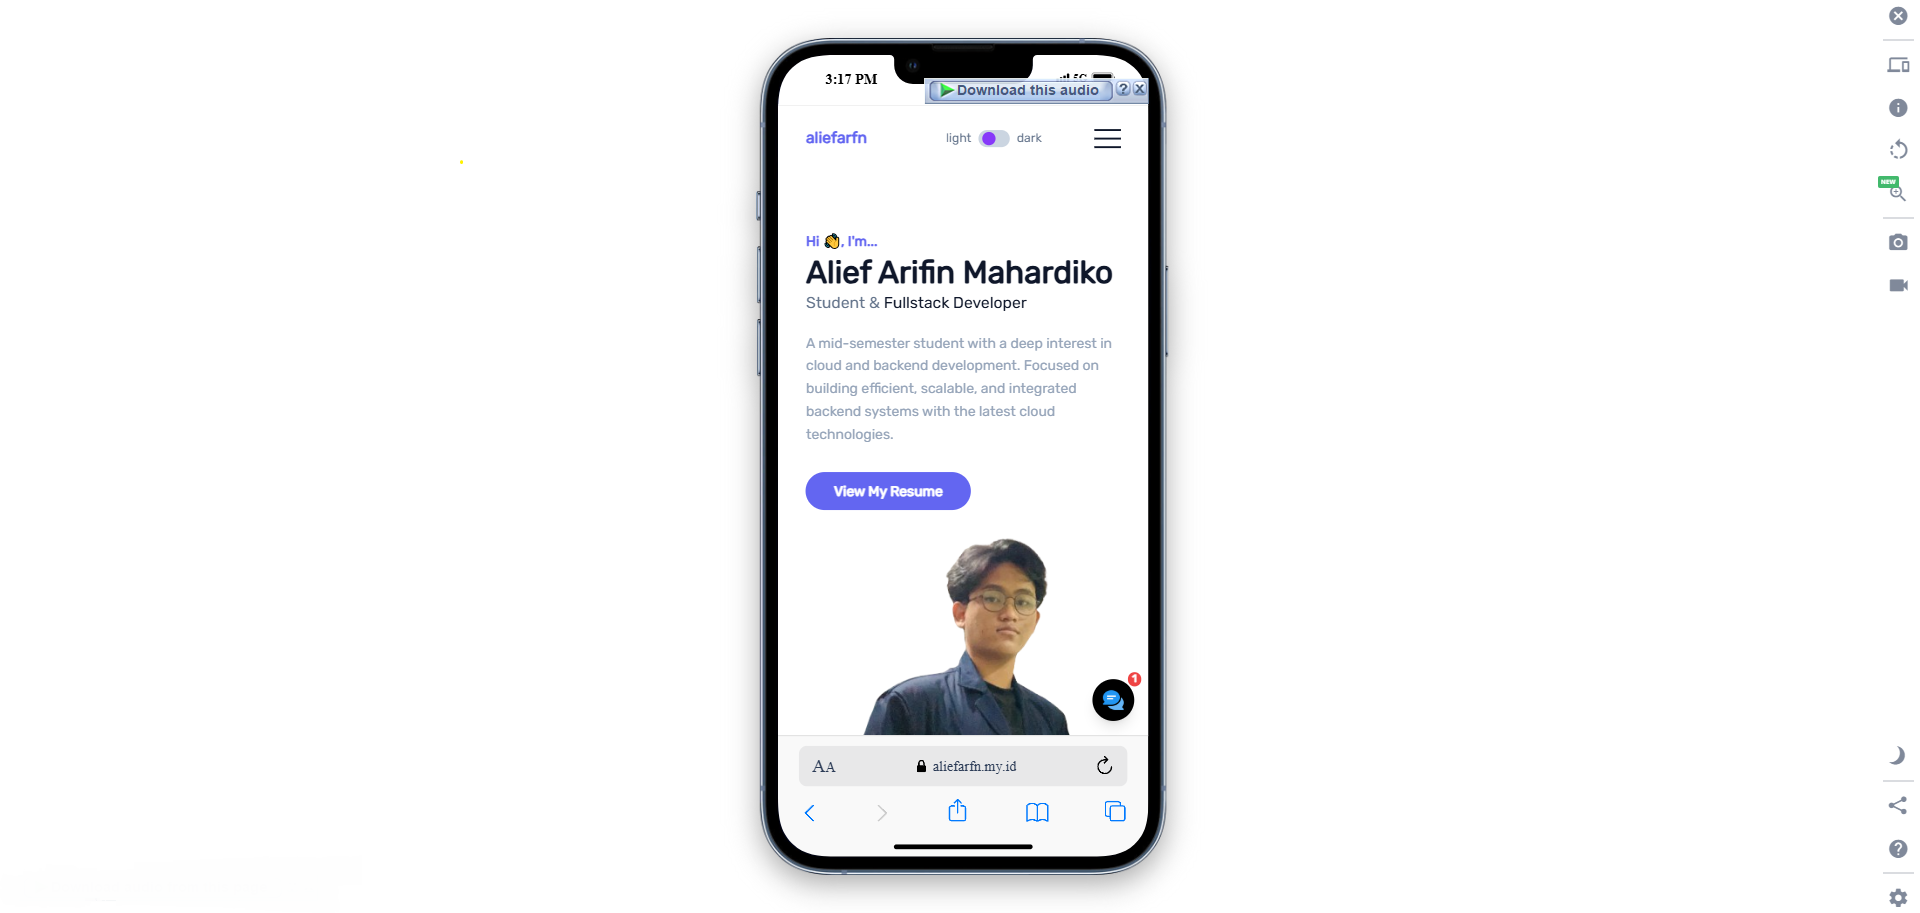 3:17 PM
5G
Download this audio ? X
aliefarfn
light dark
NEW
Hi 👋, I'm...
Alief Arifin Mahardiko
Student & Fullstack Developer
A mid-semester student with a deep interest in
cloud and backend development. Focused on
building efficient, scalable, and integrated
backend systems with the latest cloud
technologies.
View My Resume
1
AA aliefarfn.my.id